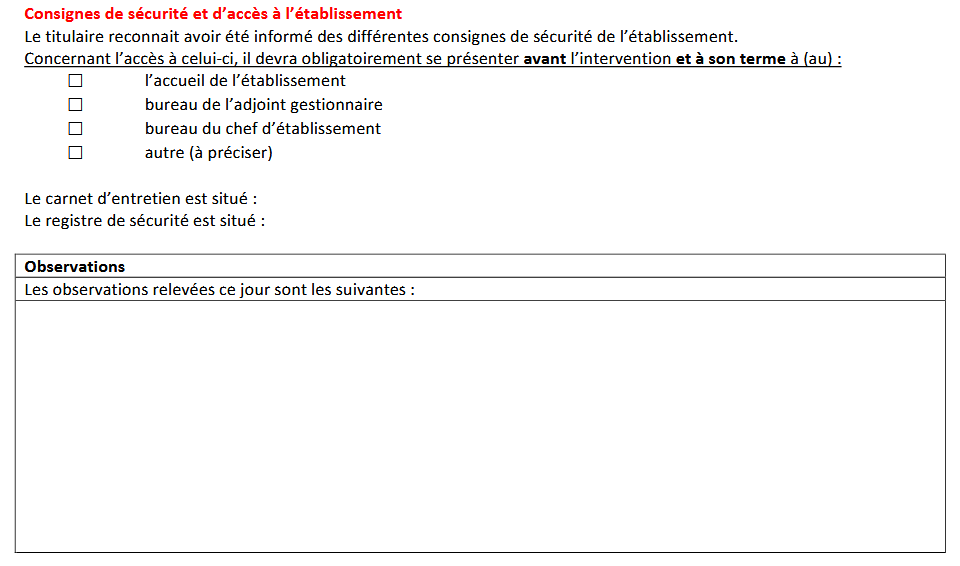 Consignes de sécurité et d’accès à l’établissement
Le titulaire reconnait avoir été informé des différentes consignes de sécurité de l’établissement.
Concernant l’accès à celui-ci, il devra obligatoirement se présenter avant l’intervention et à son terme à (au) :
☐ l’accueil de l’établissement
☐ bureau de l’adjoint gestionnaire
☐ bureau du chef d’établissement
☐ autre (à préciser)
Le carnet d’entretien est situé :
Le registre de sécurité est situé :
Observations
Les observations relevées ce jour sont les suivantes :